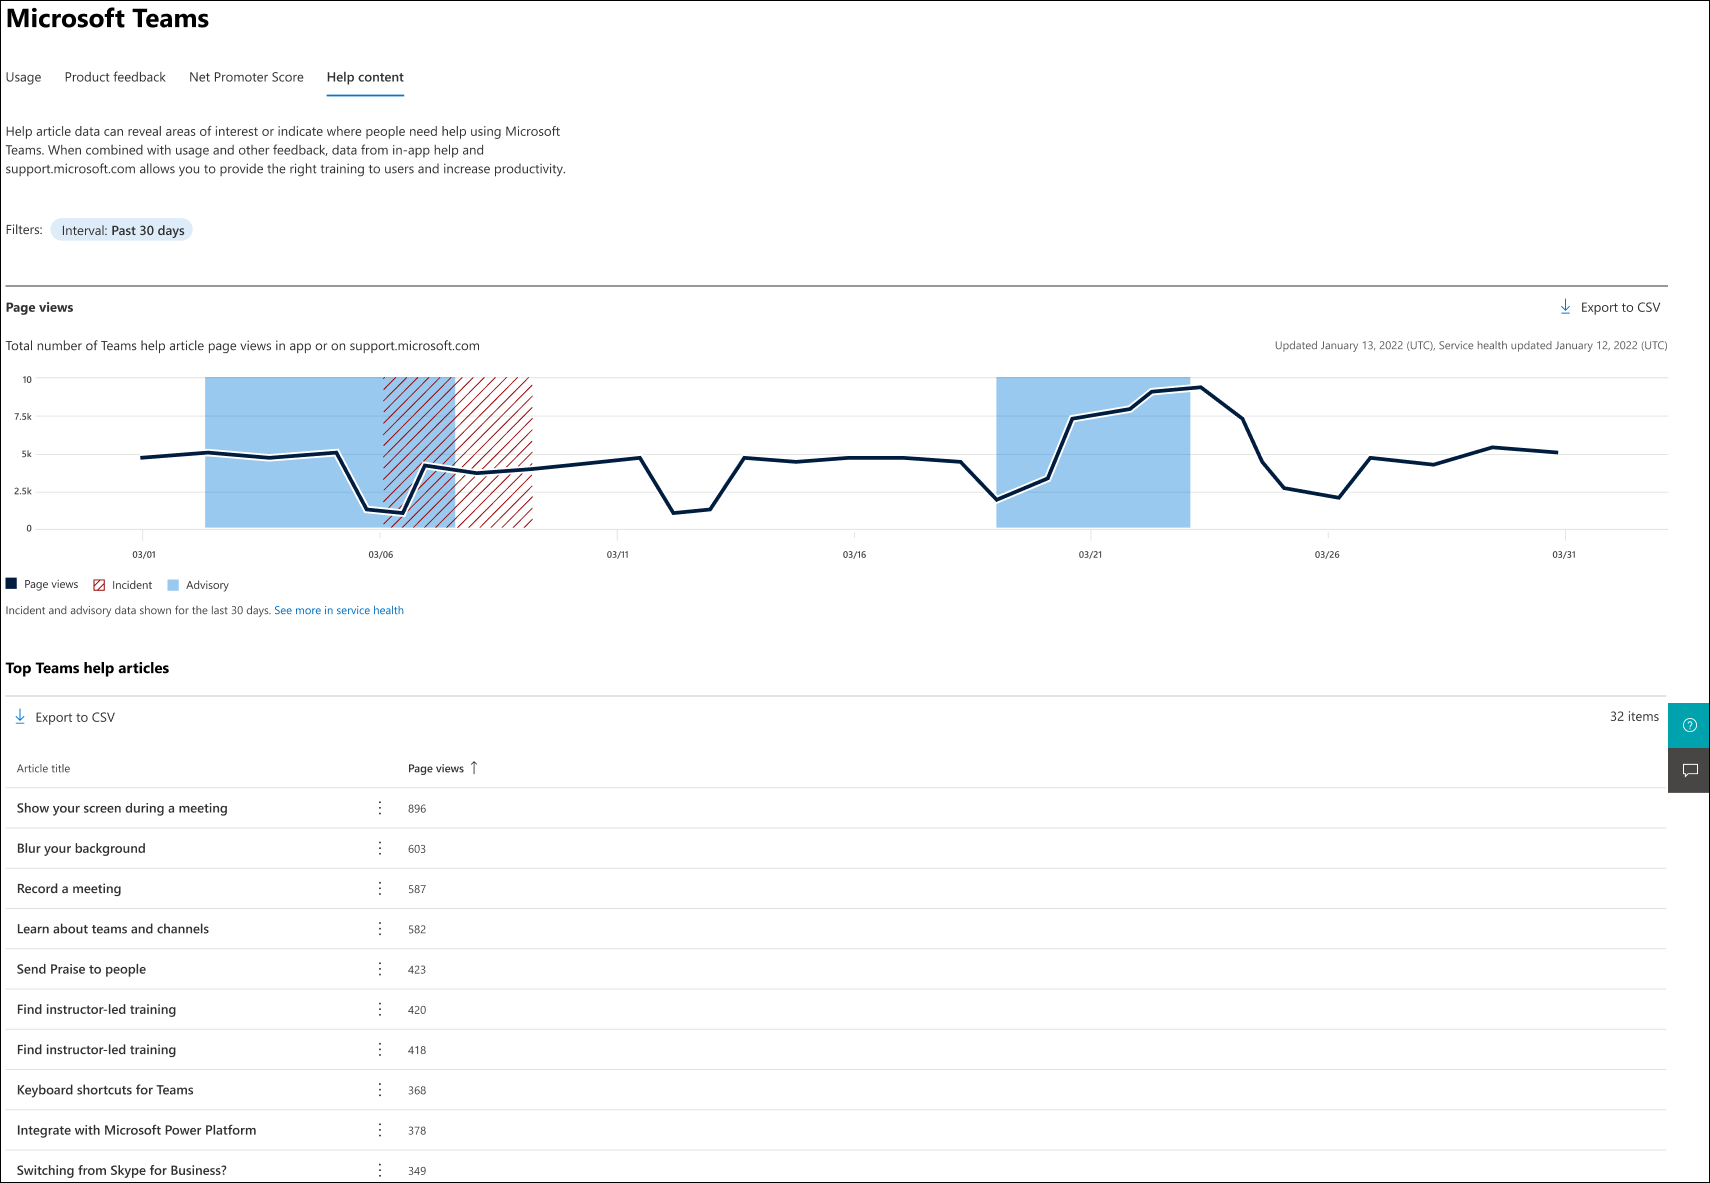 Microsoft Teams
Usage Product feedback Net Promoter Score Help content
Help article data can reveal areas of interest or indicate where people need help using Microsoft
Teams. When combined with usage and other feedback, data from in-app help and
support.microsoft.com allows you to provide the right training to users and increase productivity.
Filters: Interval: Past 30 days
Page views Export to CSV
Total number of Teams help article page views in app or on support.microsoft.com Updated January 13, 2022 (UTC), Service health updated January 12, 2022 (UTC)
10
7.5k
5k
2.5k
0
03/01 03/06 03/11 03/16 03/21 03/26 03/31
Page views Incident Advisory
Incident and advisory data shown for the last 30 days. See more in service health
Top Teams help articles
Export to CSV 32 items
Article title Page views ↑
Show your screen during a meeting 896
Blur your background 603
Record a meeting 587
Learn about teams and channels 582
Send Praise to people 423
Find instructor-led training 420
Find instructor-led training 418
Keyboard shortcuts for Teams 368
Integrate with Microsoft Power Platform 378
Switching from Skype for Business? 349